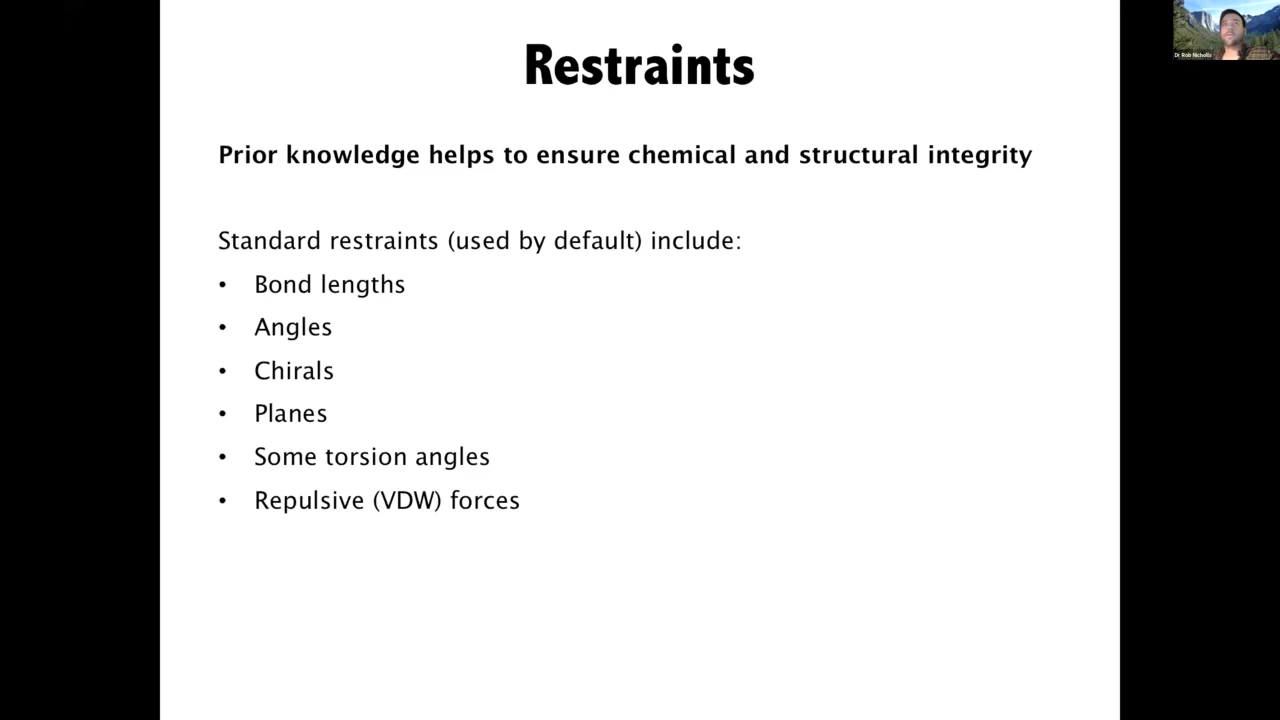 Restraints
Prior knowledge helps to ensure chemical and structural integrity
Standard restraints (used by default) include:
• Bond lengths
• Angles
• Chirals
• Planes
• Some torsion angles
• Repulsive (VDW) forces
Dr Rob Nicholls